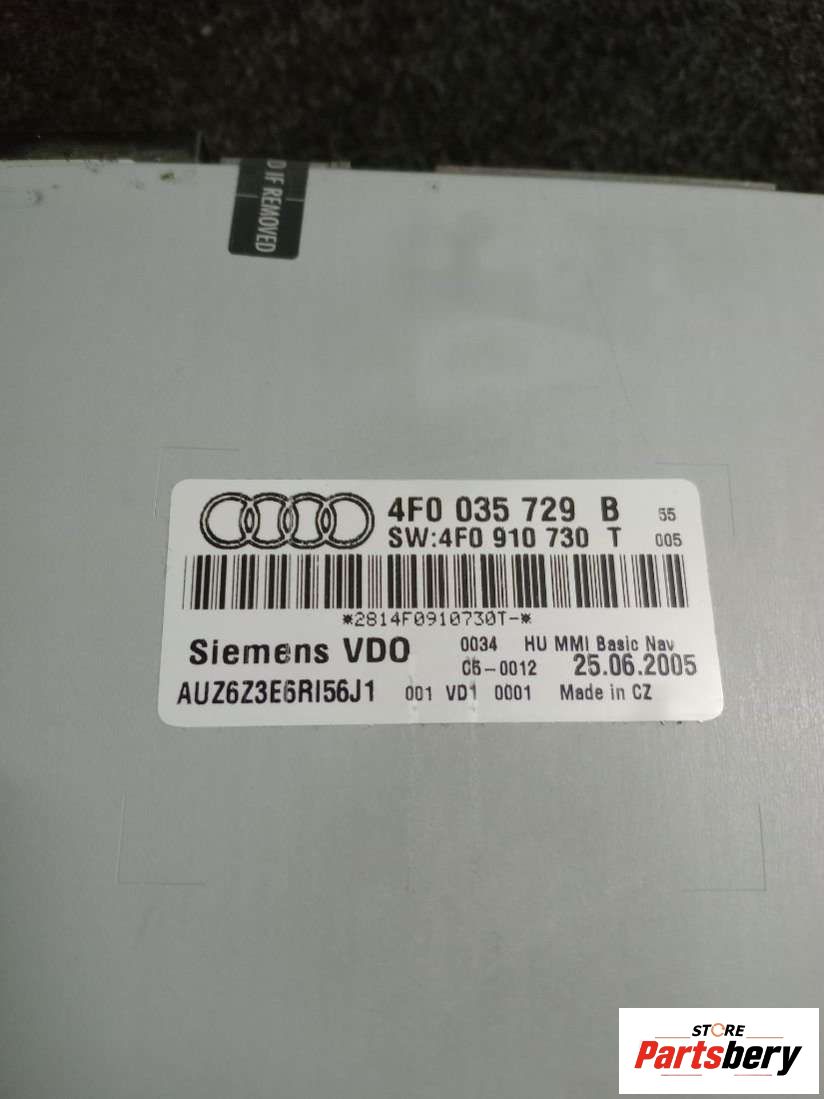 D IF REMOVED
4F0 035 729 B 55
SW:4F0 910 730 T 005
*2814F0910730T-*
Siemens VDO 0034 HU MMI Basic Nav
C5-0012 25.06.2005
AUZ6Z3E6RI56J1 001 VD1 0001 Made in CZ
STORE
Partsbery